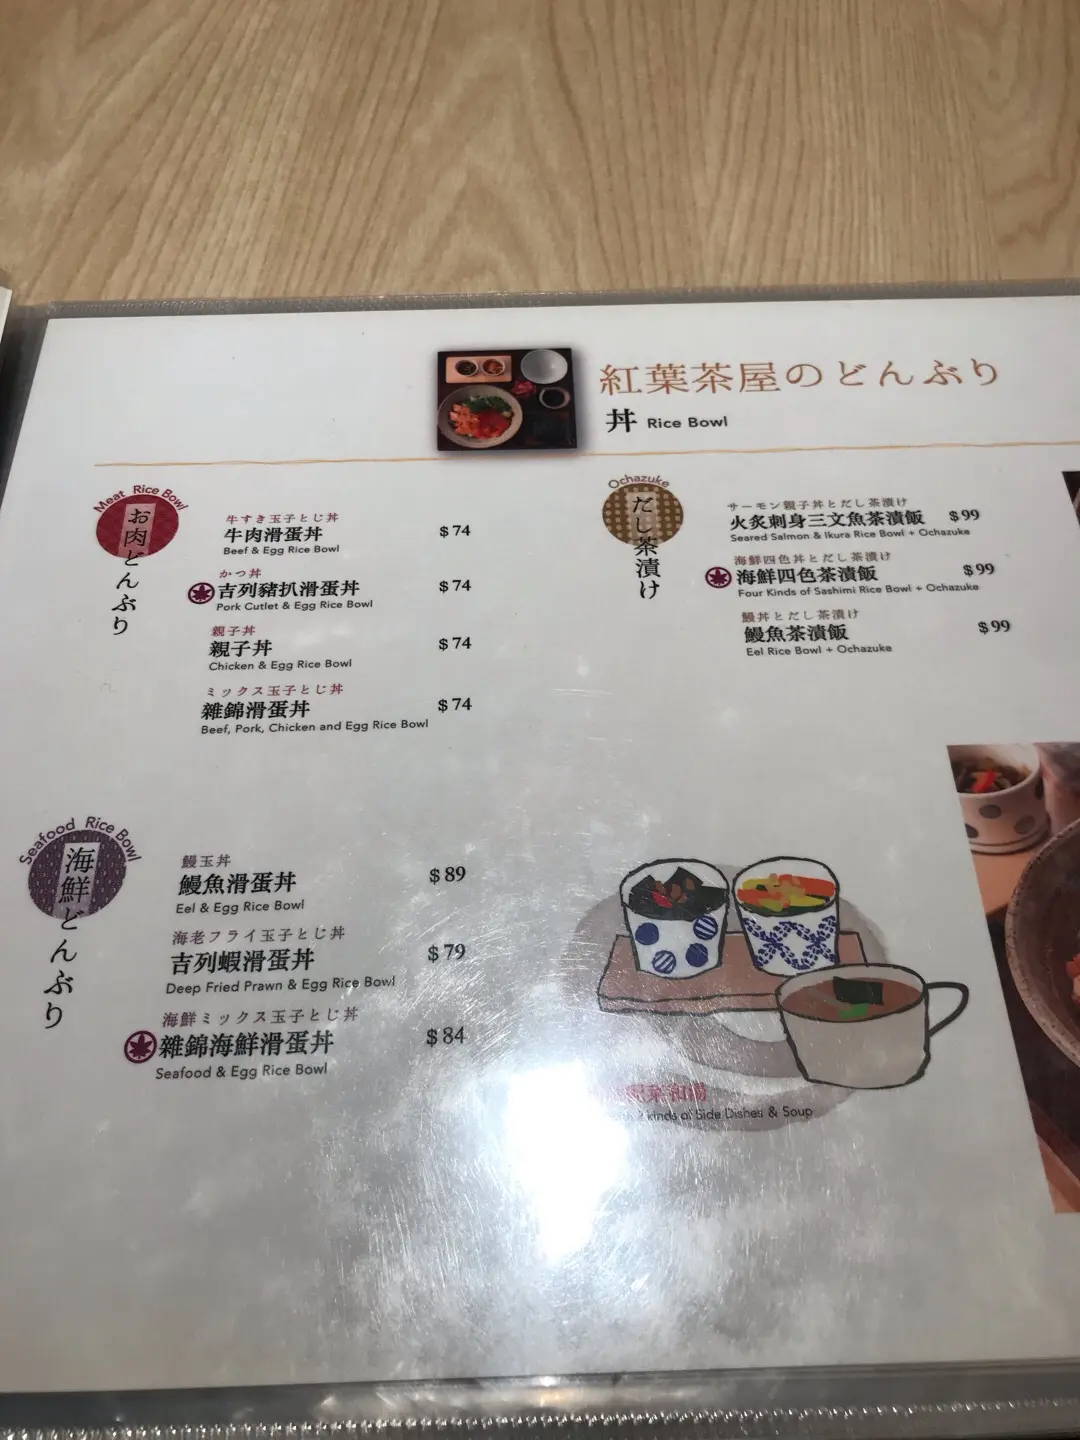 紅葉茶屋のどんぶり
丼 Rice Bowl
Meat Rice Bowl
お肉どんぶり
牛すき玉子とじ丼
牛肉滑蛋丼 $74
Beef & Egg Rice Bowl
かつ丼
吉列豬扒滑蛋丼 $74
Pork Cutlet & Egg Rice Bowl
親子丼
親子丼 $74
Chicken & Egg Rice Bowl
ミックス玉子とじ丼
雜錦滑蛋丼 $74
Beef, Pork, Chicken and Egg Rice Bowl
Ochazuke
だし茶漬け
サーモン親子丼とだし茶漬け
火炙刺身三文魚茶漬飯 $99
Seared Salmon & Ikura Rice Bowl + Ochazuke
海鮮四色丼とだし茶漬け
海鮮四色茶漬飯 $99
Four Kinds of Sashimi Rice Bowl + Ochazuke
鰻丼とだし茶漬け
鰻魚茶漬飯 $99
Eel Rice Bowl + Ochazuke
Seafood Rice Bowl
海鮮どんぶり
鰻玉丼
鰻魚滑蛋丼 $89
Eel & Egg Rice Bowl
海老フライ玉子とじ丼
吉列蝦滑蛋丼 $79
Deep Fried Prawn & Egg Rice Bowl
海鮮ミックス玉子とじ丼
雜錦海鮮滑蛋丼 $84
Seafood & Egg Rice Bowl
和湯
2 kinds of Side Dishes & Soup